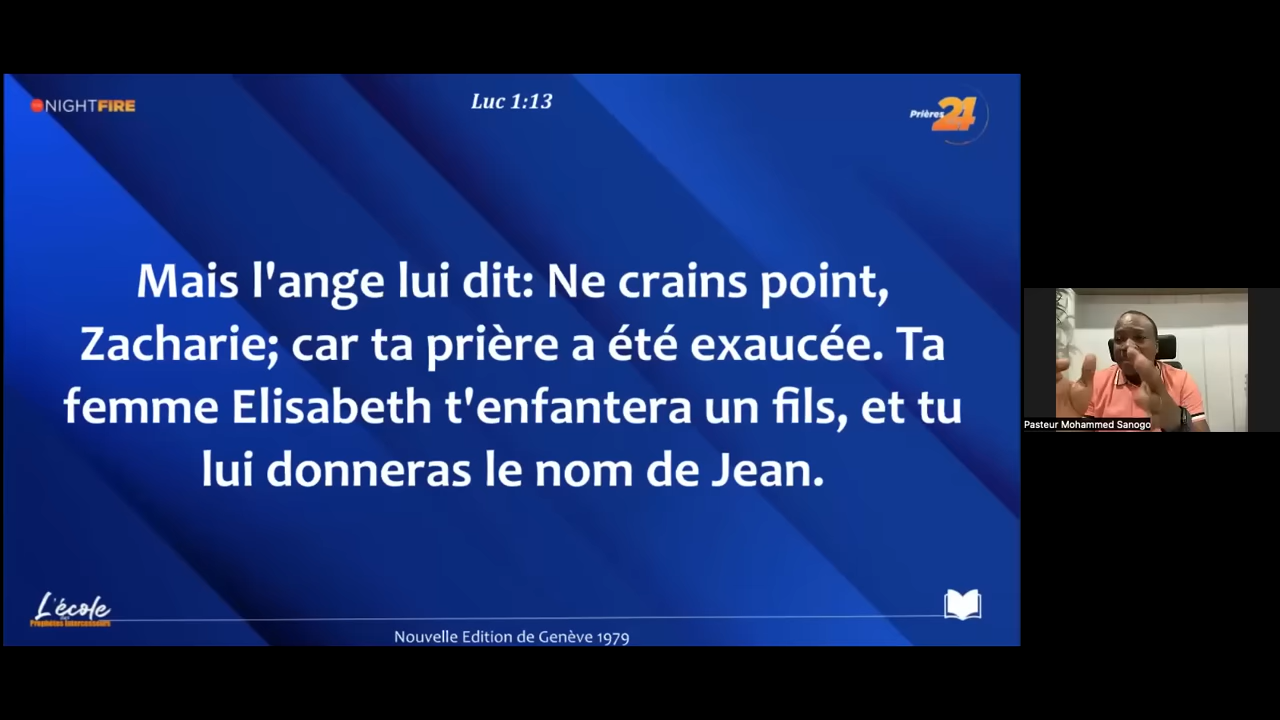 NIGHTFIRE
Luc 1:13
Prières 24
Mais l'ange lui dit: Ne crains point,
Zacharie; car ta prière a été exaucée. Ta
femme Elisabeth t'enfantera un fils, et tu
lui donneras le nom de Jean.
Pasteur Mohammed Sanogo
L'école
Prophètes Intercesseurs
Nouvelle Edition de Genève 1979